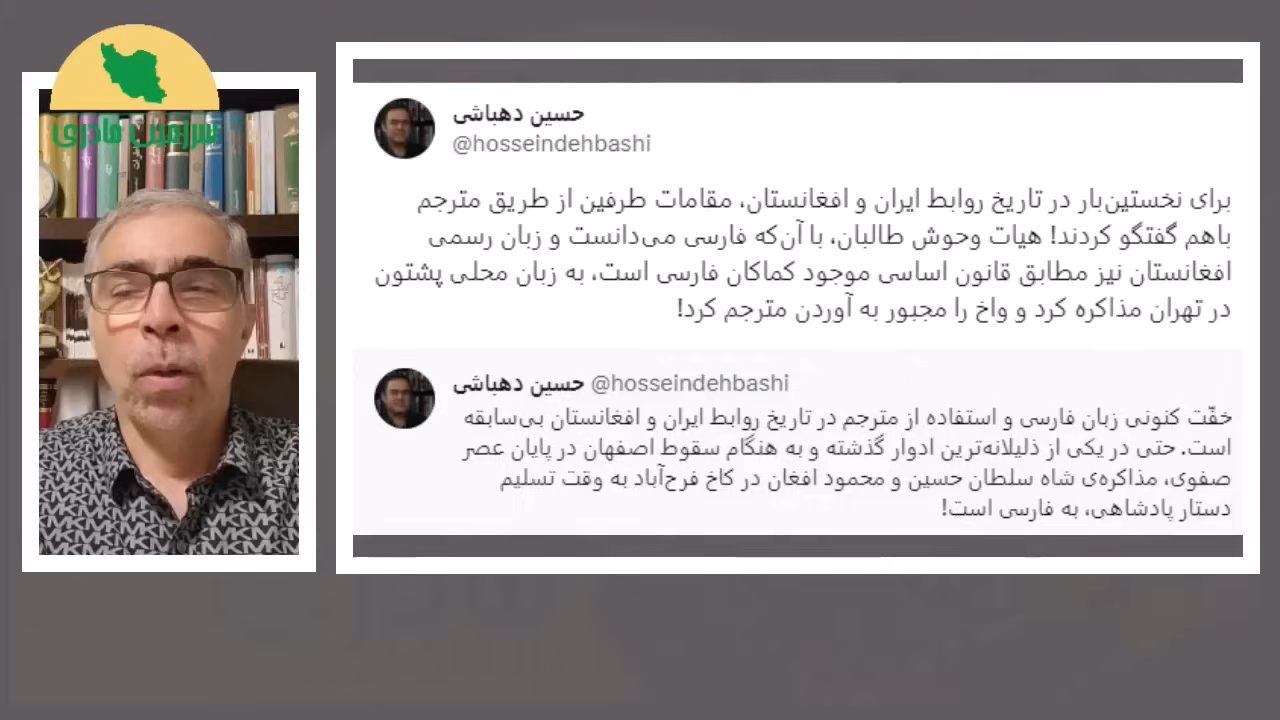 سرزمین مادری
حسین دهباشی
@hosseindehbashi
برای نخستین‌بار در تاریخ روابط ایران و افغانستان، مقامات طرفین از طریق مترجم
باهم گفتگو کردند! هیات وحوش طالبان، با آن‌که فارسی می‌دانست و زبان رسمی
افغانستان نیز مطابق قانون اساسی موجود کماکان فارسی است، به زبان محلی پشتون
در تهران مذاکره کرد و واخ را مجبور به آوردن مترجم کرد!
حسین دهباشی @hosseindehbashi
خفّت کنونی زبان فارسی و استفاده از مترجم در تاریخ روابط ایران و افغانستان بی‌سابقه
است. حتی در یکی از ذلیلانه‌ترین ادوار گذشته و به هنگام سقوط اصفهان در پایان عصر
صفوی، مذاکره‌ی شاه سلطان حسین و محمود افغان در کاخ فرح‌آباد به وقت تسلیم
دستار پادشاهی، به فارسی است!